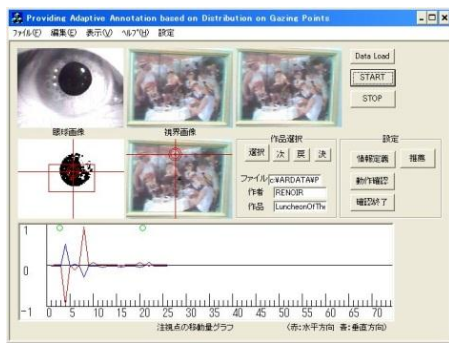 Providing Adaptive Annotation based on Distribution on Gazing Points
ファイル(F) 編集(E) 表示(V) ヘルプ(H) 設定
Data Load
START
STOP
眼球画像 視界画像
作品選択
選択 次 戻 決
ファイル c:¥ARDATA¥P
作者 RENOIR
作品 LuncheonOfThe
設定
情報定義 推薦
動作確認
確認終了
1
0
-1
0 5 10 15 20 25 30 35 40 45 50 55 60 65 70
注視点の移動量グラフ (赤:水平方向 青:垂直方向)